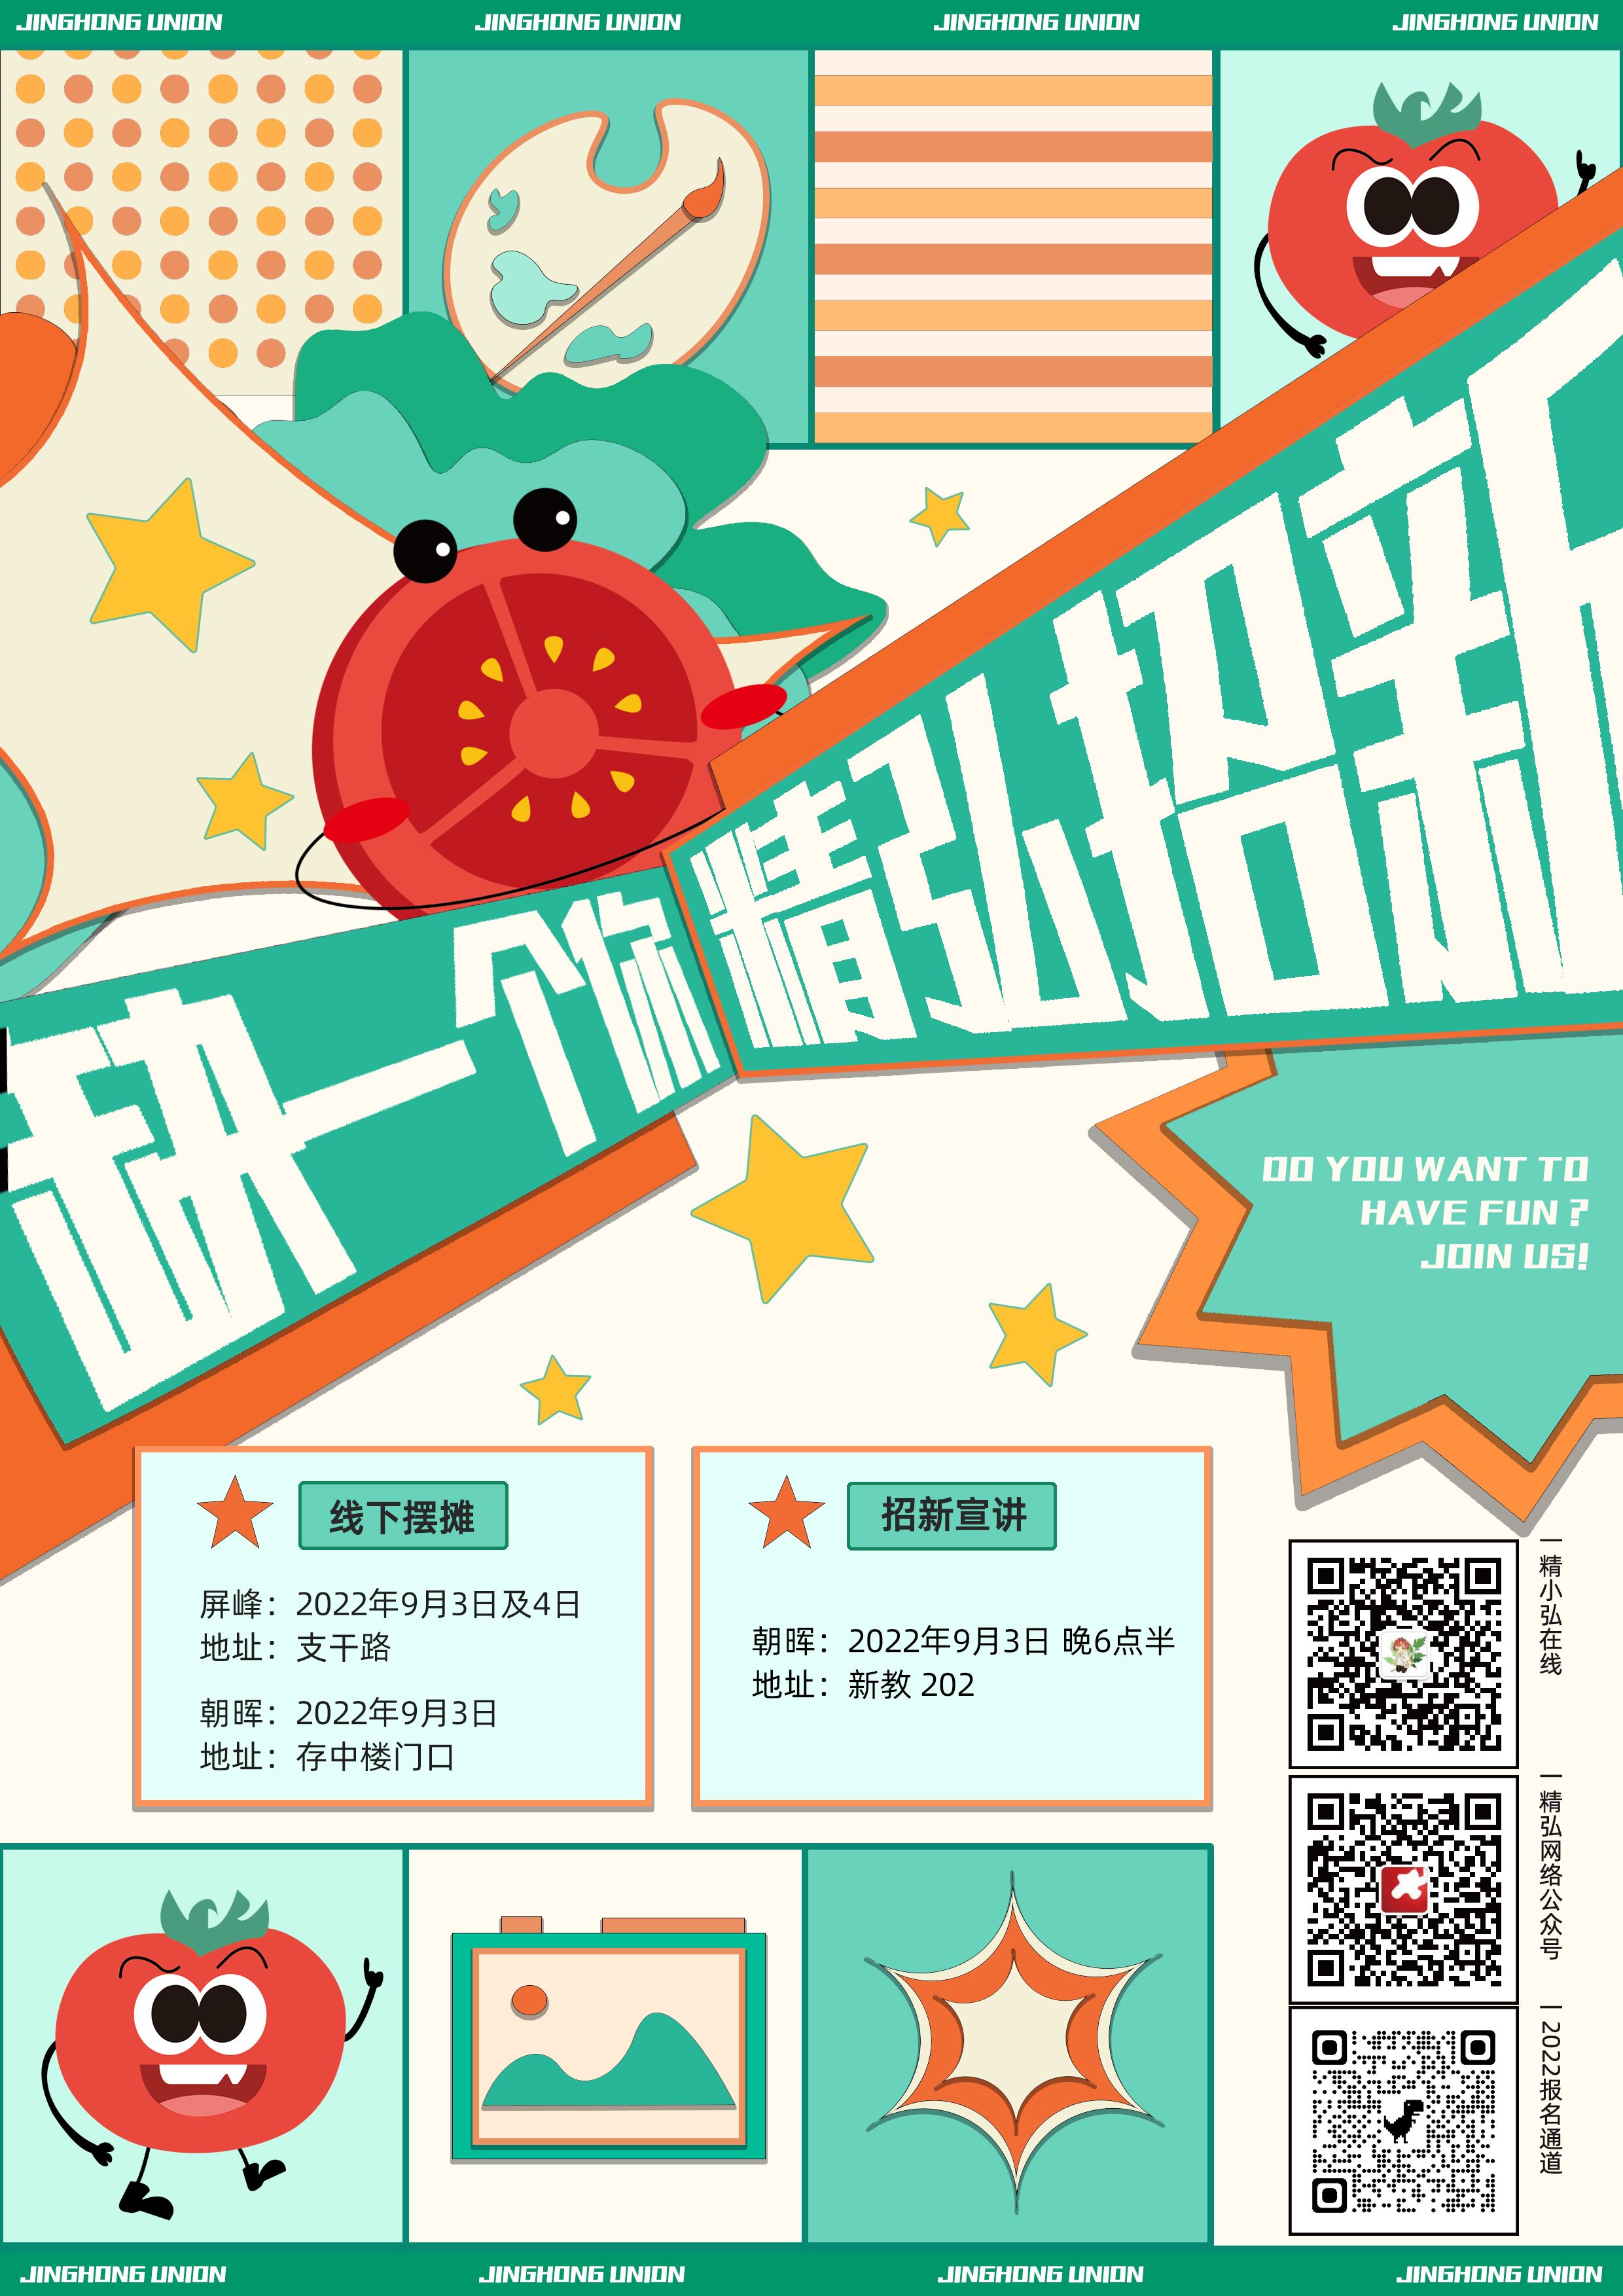 JINGHONG UNION JINGHONG UNION JINGHONG UNION JINGHONG UNION
精弘招新
缺一个你
DO YOU WANT TO
HAVE FUN ?
JOIN US!
线下摆摊
屏峰：2022年9月3日及4日
地址：支干路
朝晖：2022年9月3日
地址：存中楼门口
招新宣讲
朝晖：2022年9月3日 晚6点半
地址：新教 202
一精小弘在线
一精弘网络公众号
一2022报名通道
JINGHONG UNION JINGHONG UNION JINGHONG UNION JINGHONG UNION